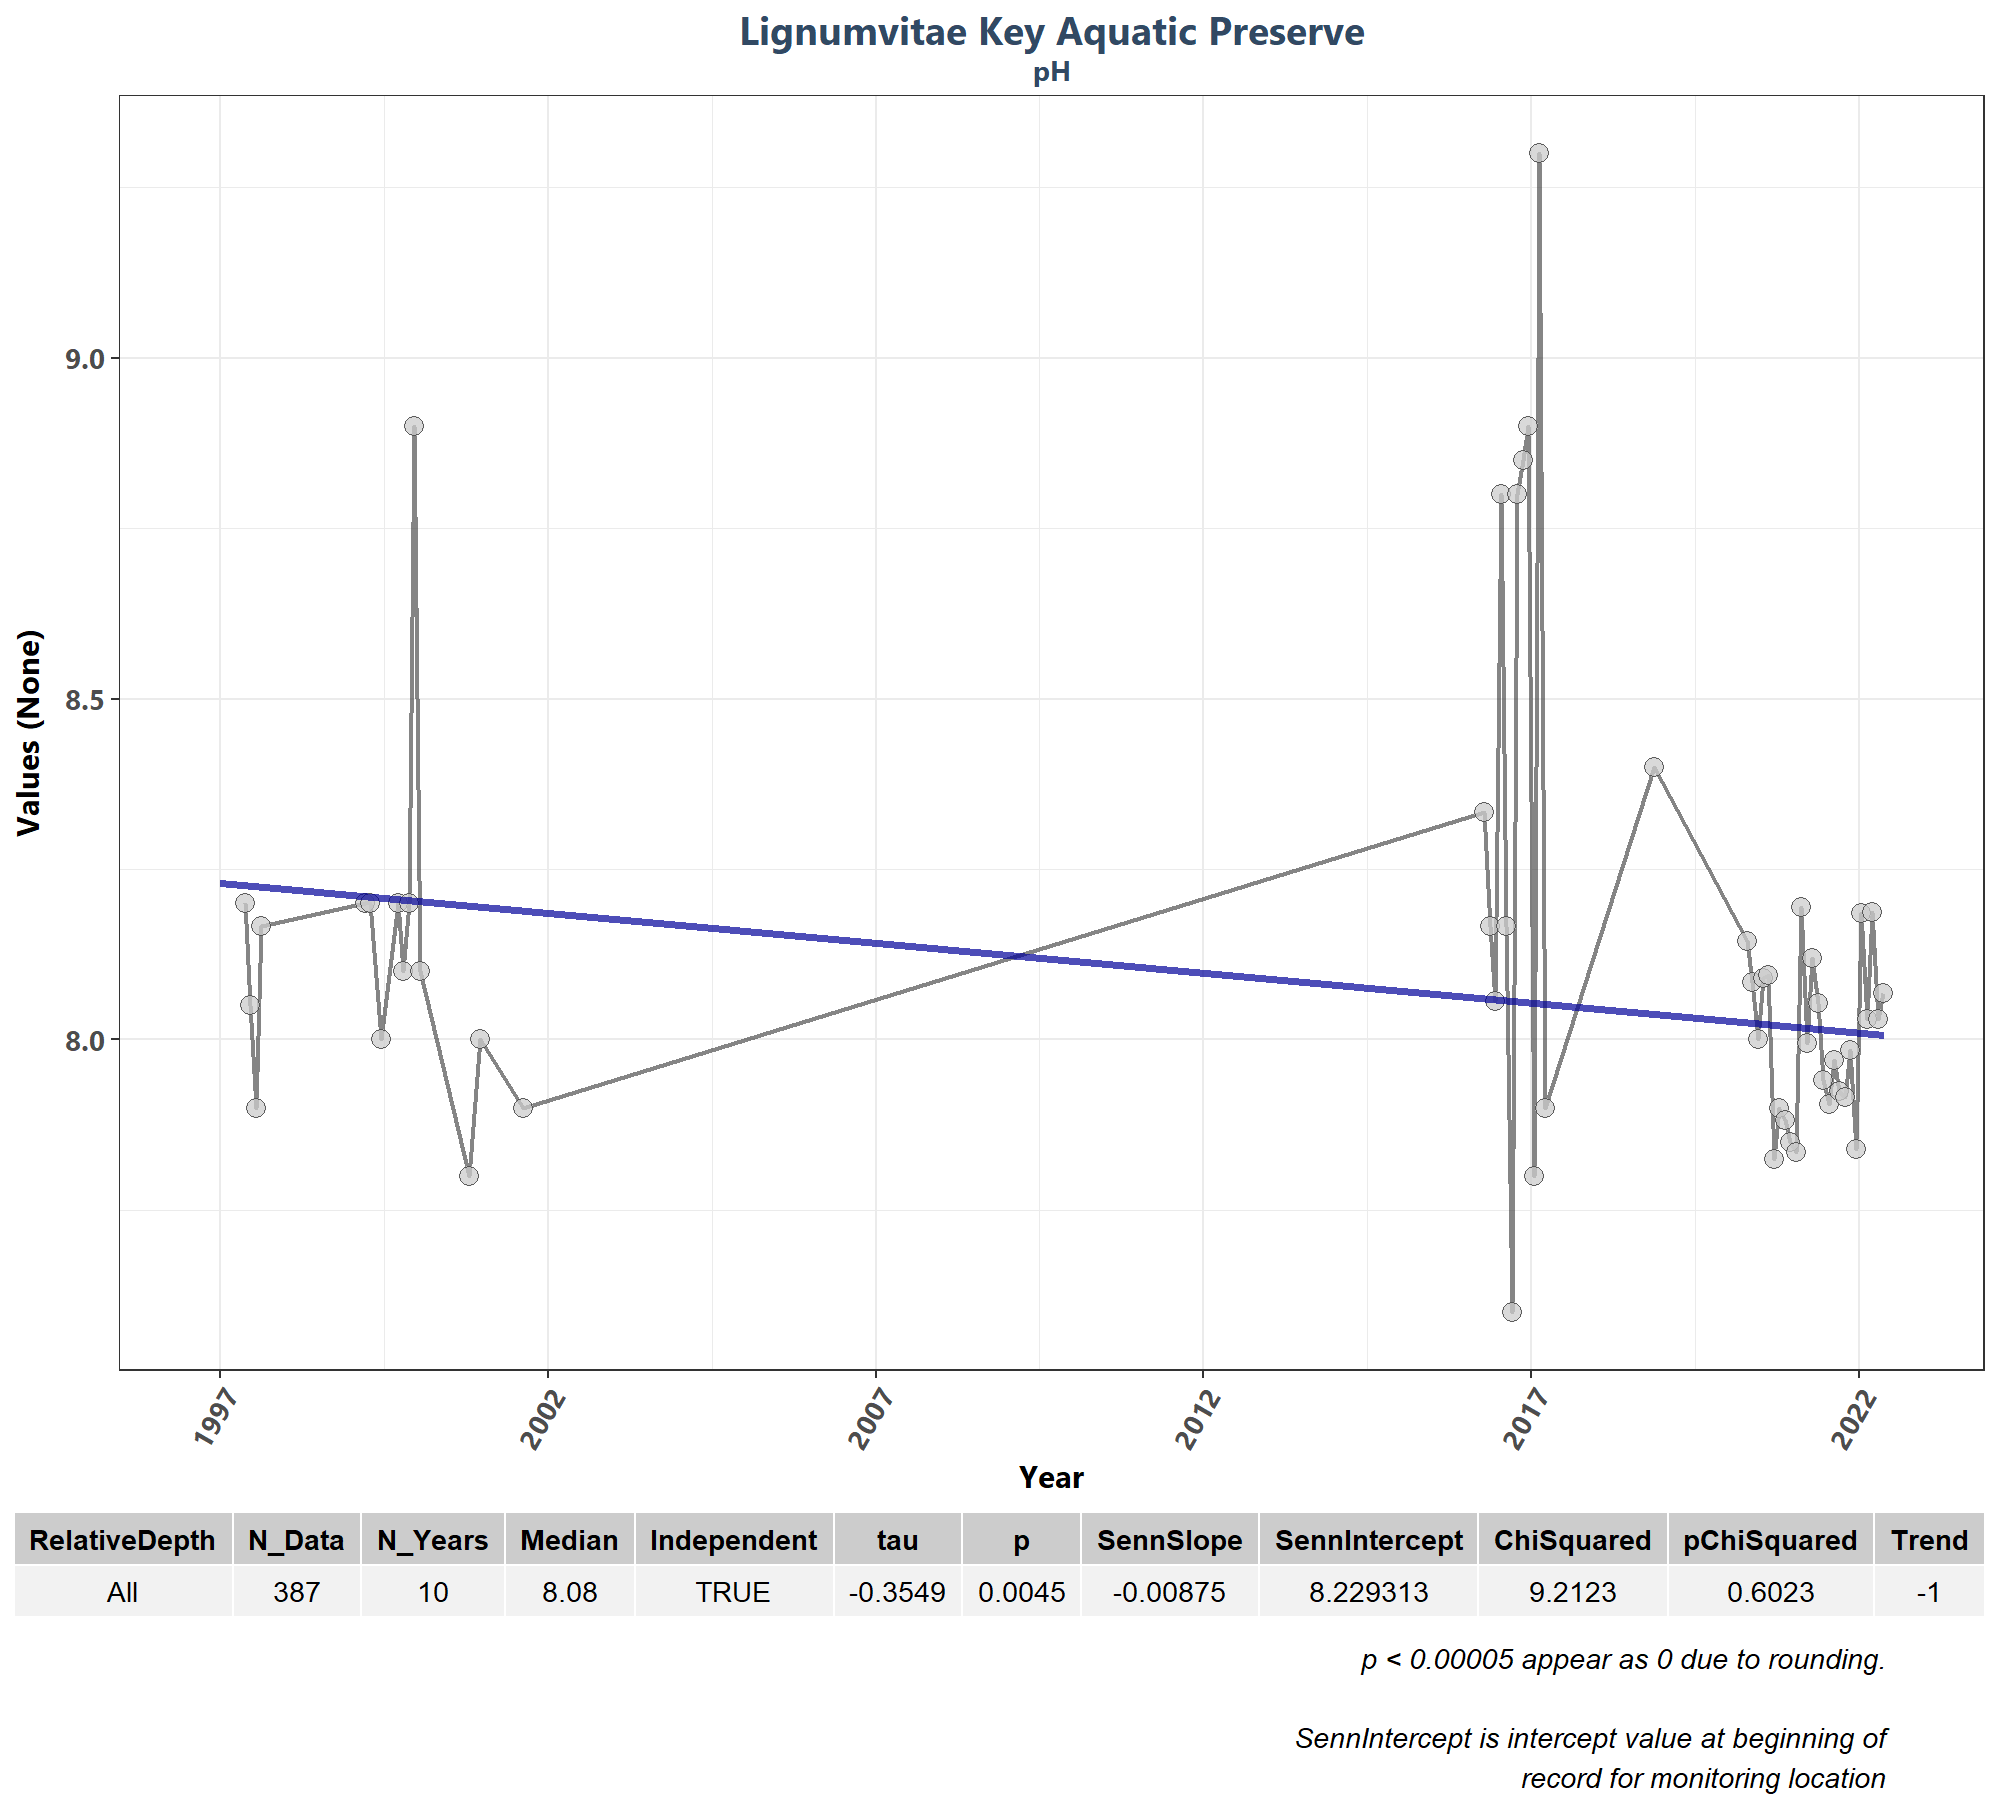 Lignumvitae Key Aquatic Preserve
pH
Values (None)
9.0
8.5
8.0
1997 2002 2007 2012 2017 2022
Year
RelativeDepth N_Data N_Years Median Independent tau p SennSlope SennIntercept ChiSquared pChiSquared Trend
All 387 10 8.08 TRUE -0.3549 0.0045 -0.00875 8.229313 9.2123 0.6023 -1
p < 0.00005 appear as 0 due to rounding.
SennIntercept is intercept value at beginning of
record for monitoring location